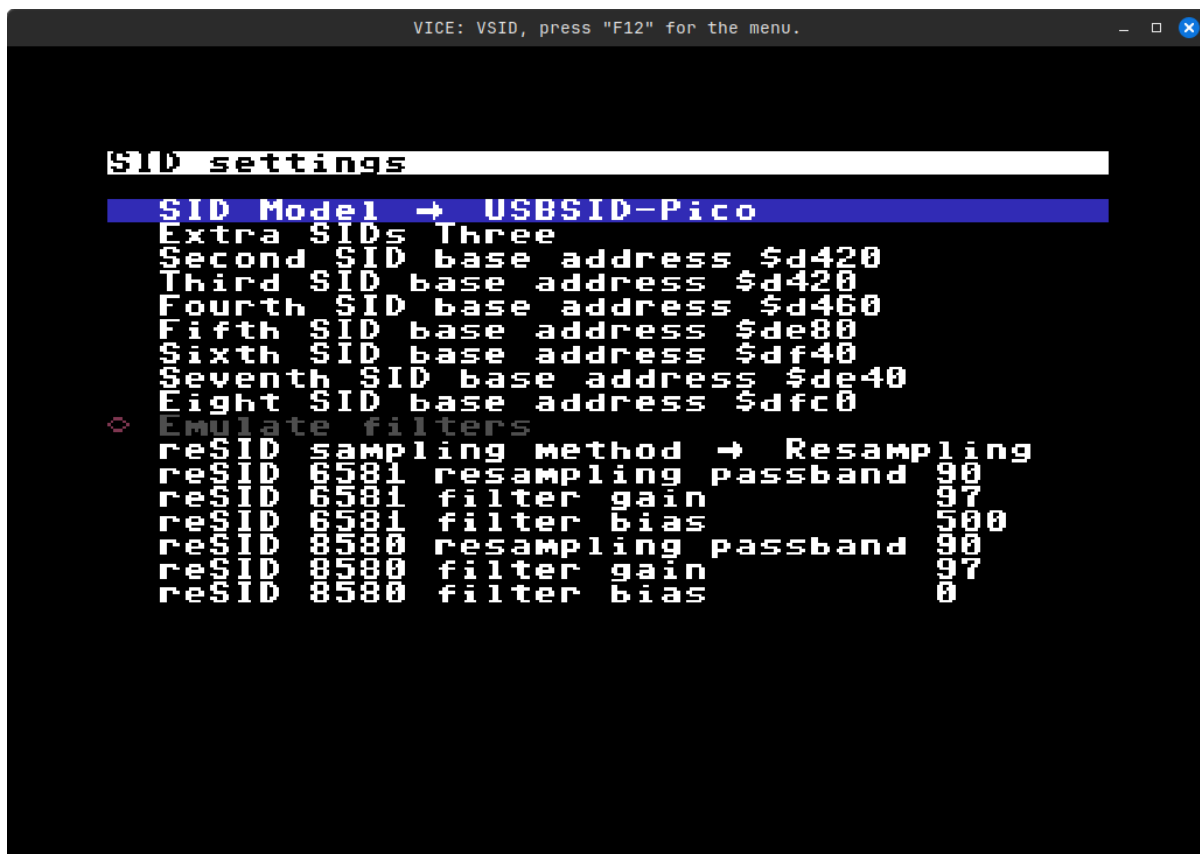 VICE: VSID, press "F12" for the menu.
SID settings
SID Model → USBSID-Pico
Extra SIDs Three
Second SID base address $d420
Third SID base address $d420
Fourth SID base address $d460
Fifth SID base address $de80
Sixth SID base address $df40
Seventh SID base address $de40
Eight SID base address $dfc0
Emulate filters
reSID sampling method → Resampling
reSID 6581 resampling passband 90
reSID 6581 filter gain 97
reSID 6581 filter bias 500
reSID 8580 resampling passband 90
reSID 8580 filter gain 97
reSID 8580 filter bias 0